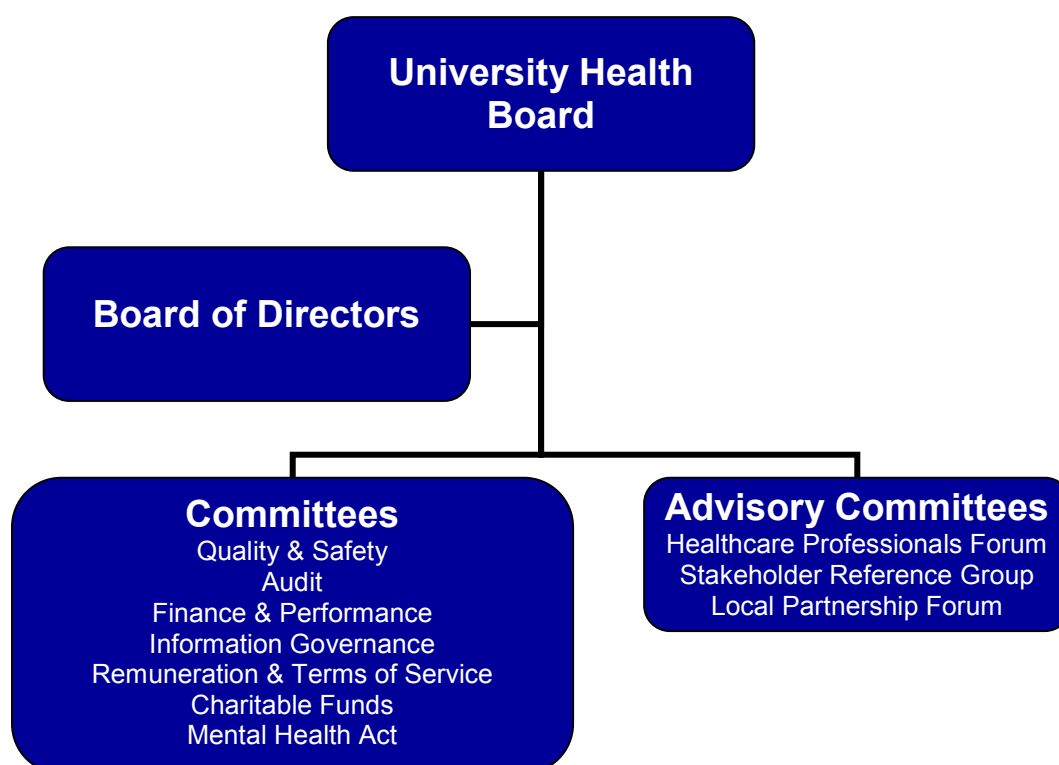 University Health
Board
Board of Directors
Committees
Quality & Safety
Audit
Finance & Performance
Information Governance
Remuneration & Terms of Service
Charitable Funds
Mental Health Act
Advisory Committees
Healthcare Professionals Forum
Stakeholder Reference Group
Local Partnership Forum